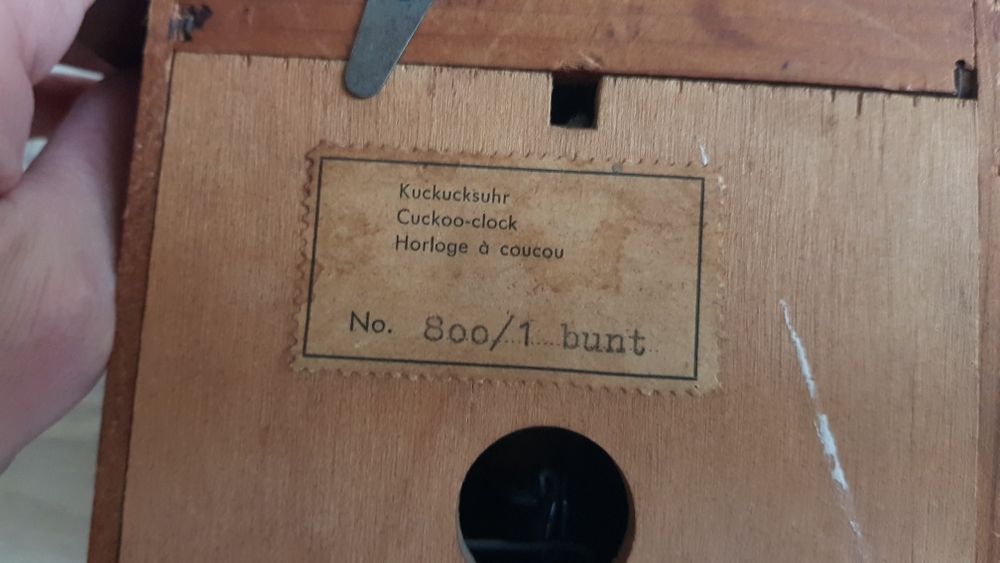 Kuckucksuhr
Cuckoo-clock
Horloge à coucou
No. 800/1 bunt